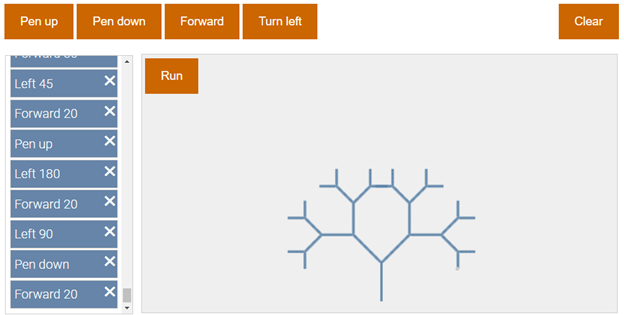 Pen up
Pen down
Forward
Turn left
Clear
Run
Left 45
Forward 20
Pen up
Left 180
Forward 20
Left 90
Pen down
Forward 20